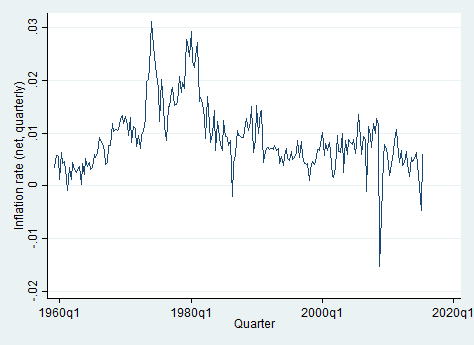 Inflation rate (net, quarterly)
.03
.02
.01
0
-.01
-.02
1960q1 1980q1 2000q1 2020q1
Quarter